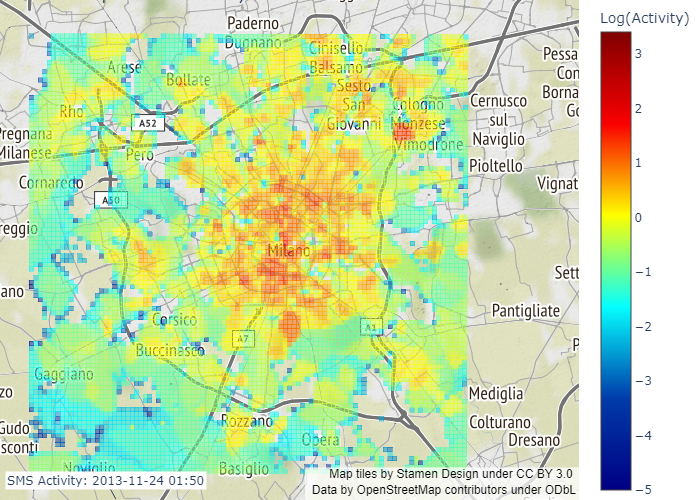 Paderno
Dugnano
Cinisello
Balsamo
Arese
Bollate
Sesto
San
Giovanni
Cologno
Monzese
Vimodrone
Rho
A52
Pero
Pregnana
Milanese
Cornaredo
A50
reggio
Milano
ano
Corsico
Buccinasco
A7
A1
Gaggiano
zo
Gudo
sconti
Rozzano
Opera
Noviglio
Basiglio
Pessa
Con
Borna
Go
Cernusco
sul
Naviglio
Pioltello
Vignat
Sett
Pantigliate
P
Mediglia
Colturano
Dresano
SMS Activity: 2013-11-24 01:50
Map tiles by Stamen Design under CC BY 3.0
Data by OpenStreetMap contributors under ODbL
Log(Activity)
3
2
1
0
−1
−2
−3
−4
−5